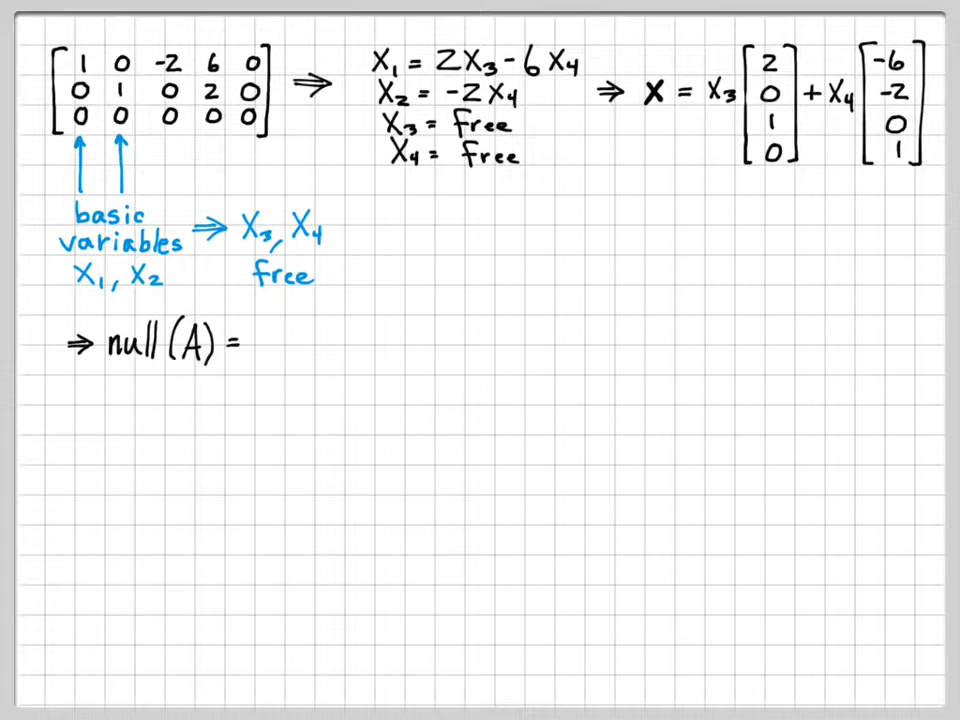 [1 0 -2 6 0; 0 1 0 2 0; 0 0 0 0 0] ⇒
X₁ = 2X₃ - 6X₄
X₂ = -2X₄
X₃ = free
X₄ = free
⇒ X = X₃ [2; 0; 1; 0] + X₄ [-6; -2; 0; 1]
basic
variables
X₁, X₂
⇒ X₃, X₄
free
⇒ null(A) =